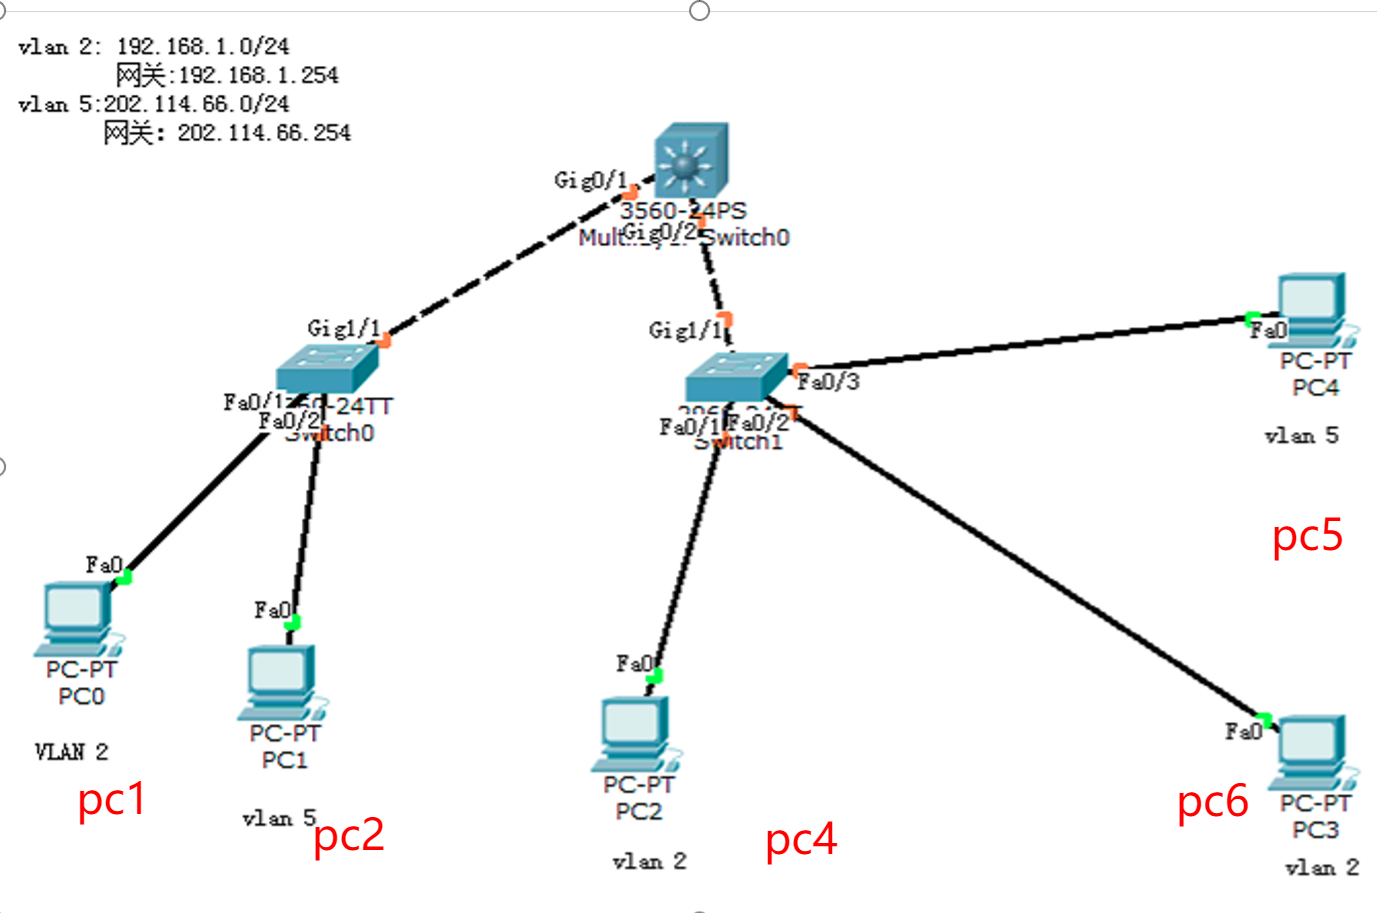 vlan 2: 192.168.1.0/24
网关:192.168.1.254
vlan 5:202.114.66.0/24
网关: 202.114.66.254
Gig0/1
3560-24PS
Gig0/2
Switch0
Gig1/1
Fa0/1
-24TT
Fa0/2
Switch0
Gig1/1
Fa0/3
Fa0/1
Fa0/2
Switch1
Fa0
PC-PT
PC4
vlan 5
pc5
Fa0
PC-PT
PC0
VLAN 2
pc1
Fa0
PC-PT
PC1
vlan 5
pc2
Fa0
PC-PT
PC2
vlan 2
pc4
Fa0
PC-PT
PC3
vlan 2
pc6